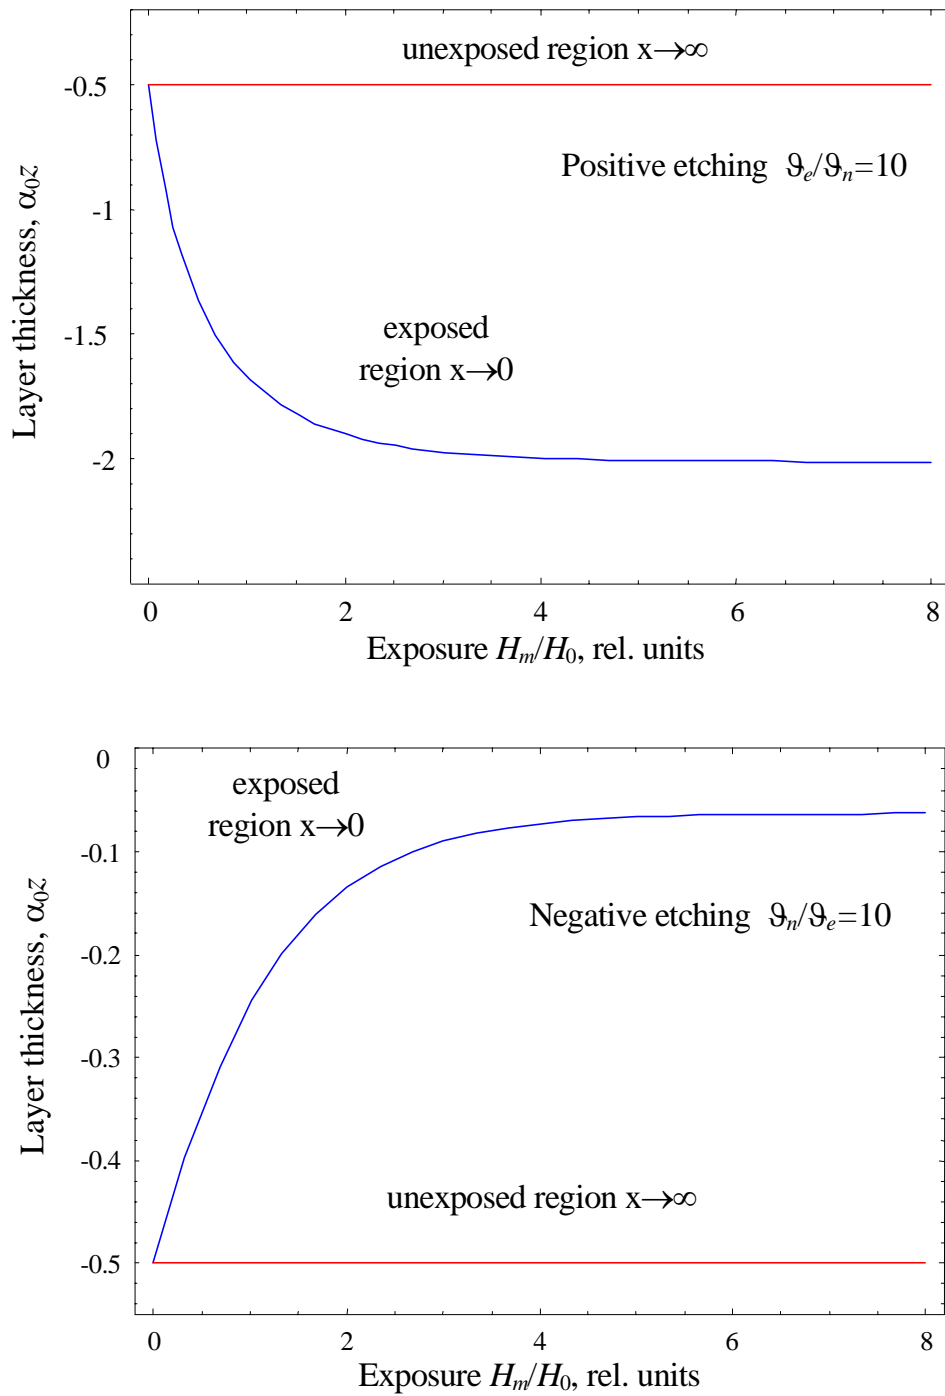 unexposed region x→∞
-0.5
Positive etching ϑe/ϑn=10
-1
Layer thickness, α0z
exposed
-1.5
region x→0
-2
0 2 4 6 8
Exposure Hm/H0, rel. units
0
exposed
region x→0
-0.1
Negative etching ϑn/ϑe=10
-0.2
Layer thickness, α0z
-0.3
-0.4
unexposed region x→∞
-0.5
0 2 4 6 8
Exposure Hm/H0, rel. units